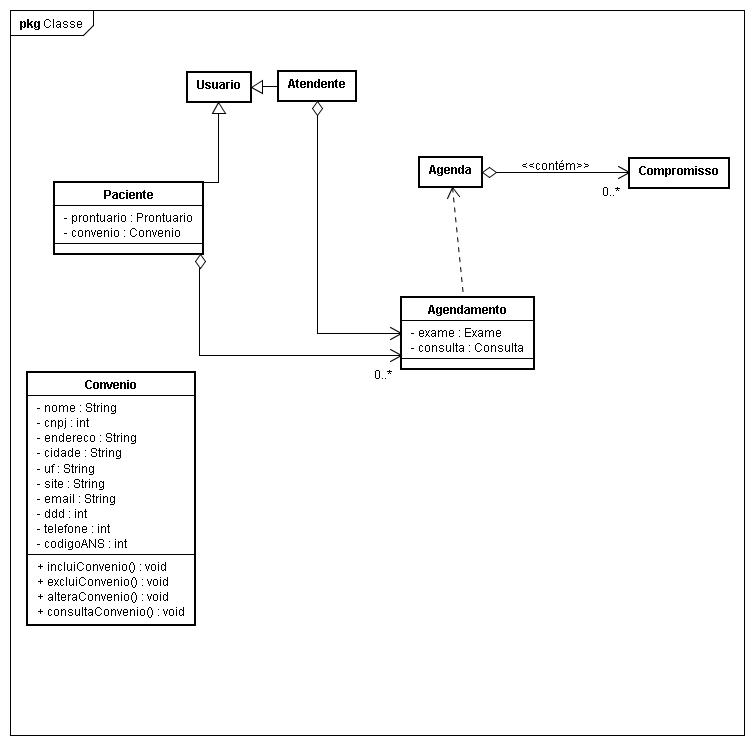 pkg Classe
Usuario
Atendente
Agenda
<<contém>>
Compromisso
0..*
Paciente
- prontuario : Prontuario
- convenio : Convenio
Agendamento
- exame : Exame
- consulta : Consulta
0..*
Convenio
- nome : String
- cnpj : int
- endereco : String
- cidade : String
- uf : String
- site : String
- email : String
- ddd : int
- telefone : int
- codigoANS : int
+ incluiConvenio() : void
+ excluiConvenio() : void
+ alteraConvenio() : void
+ consultaConvenio() : void